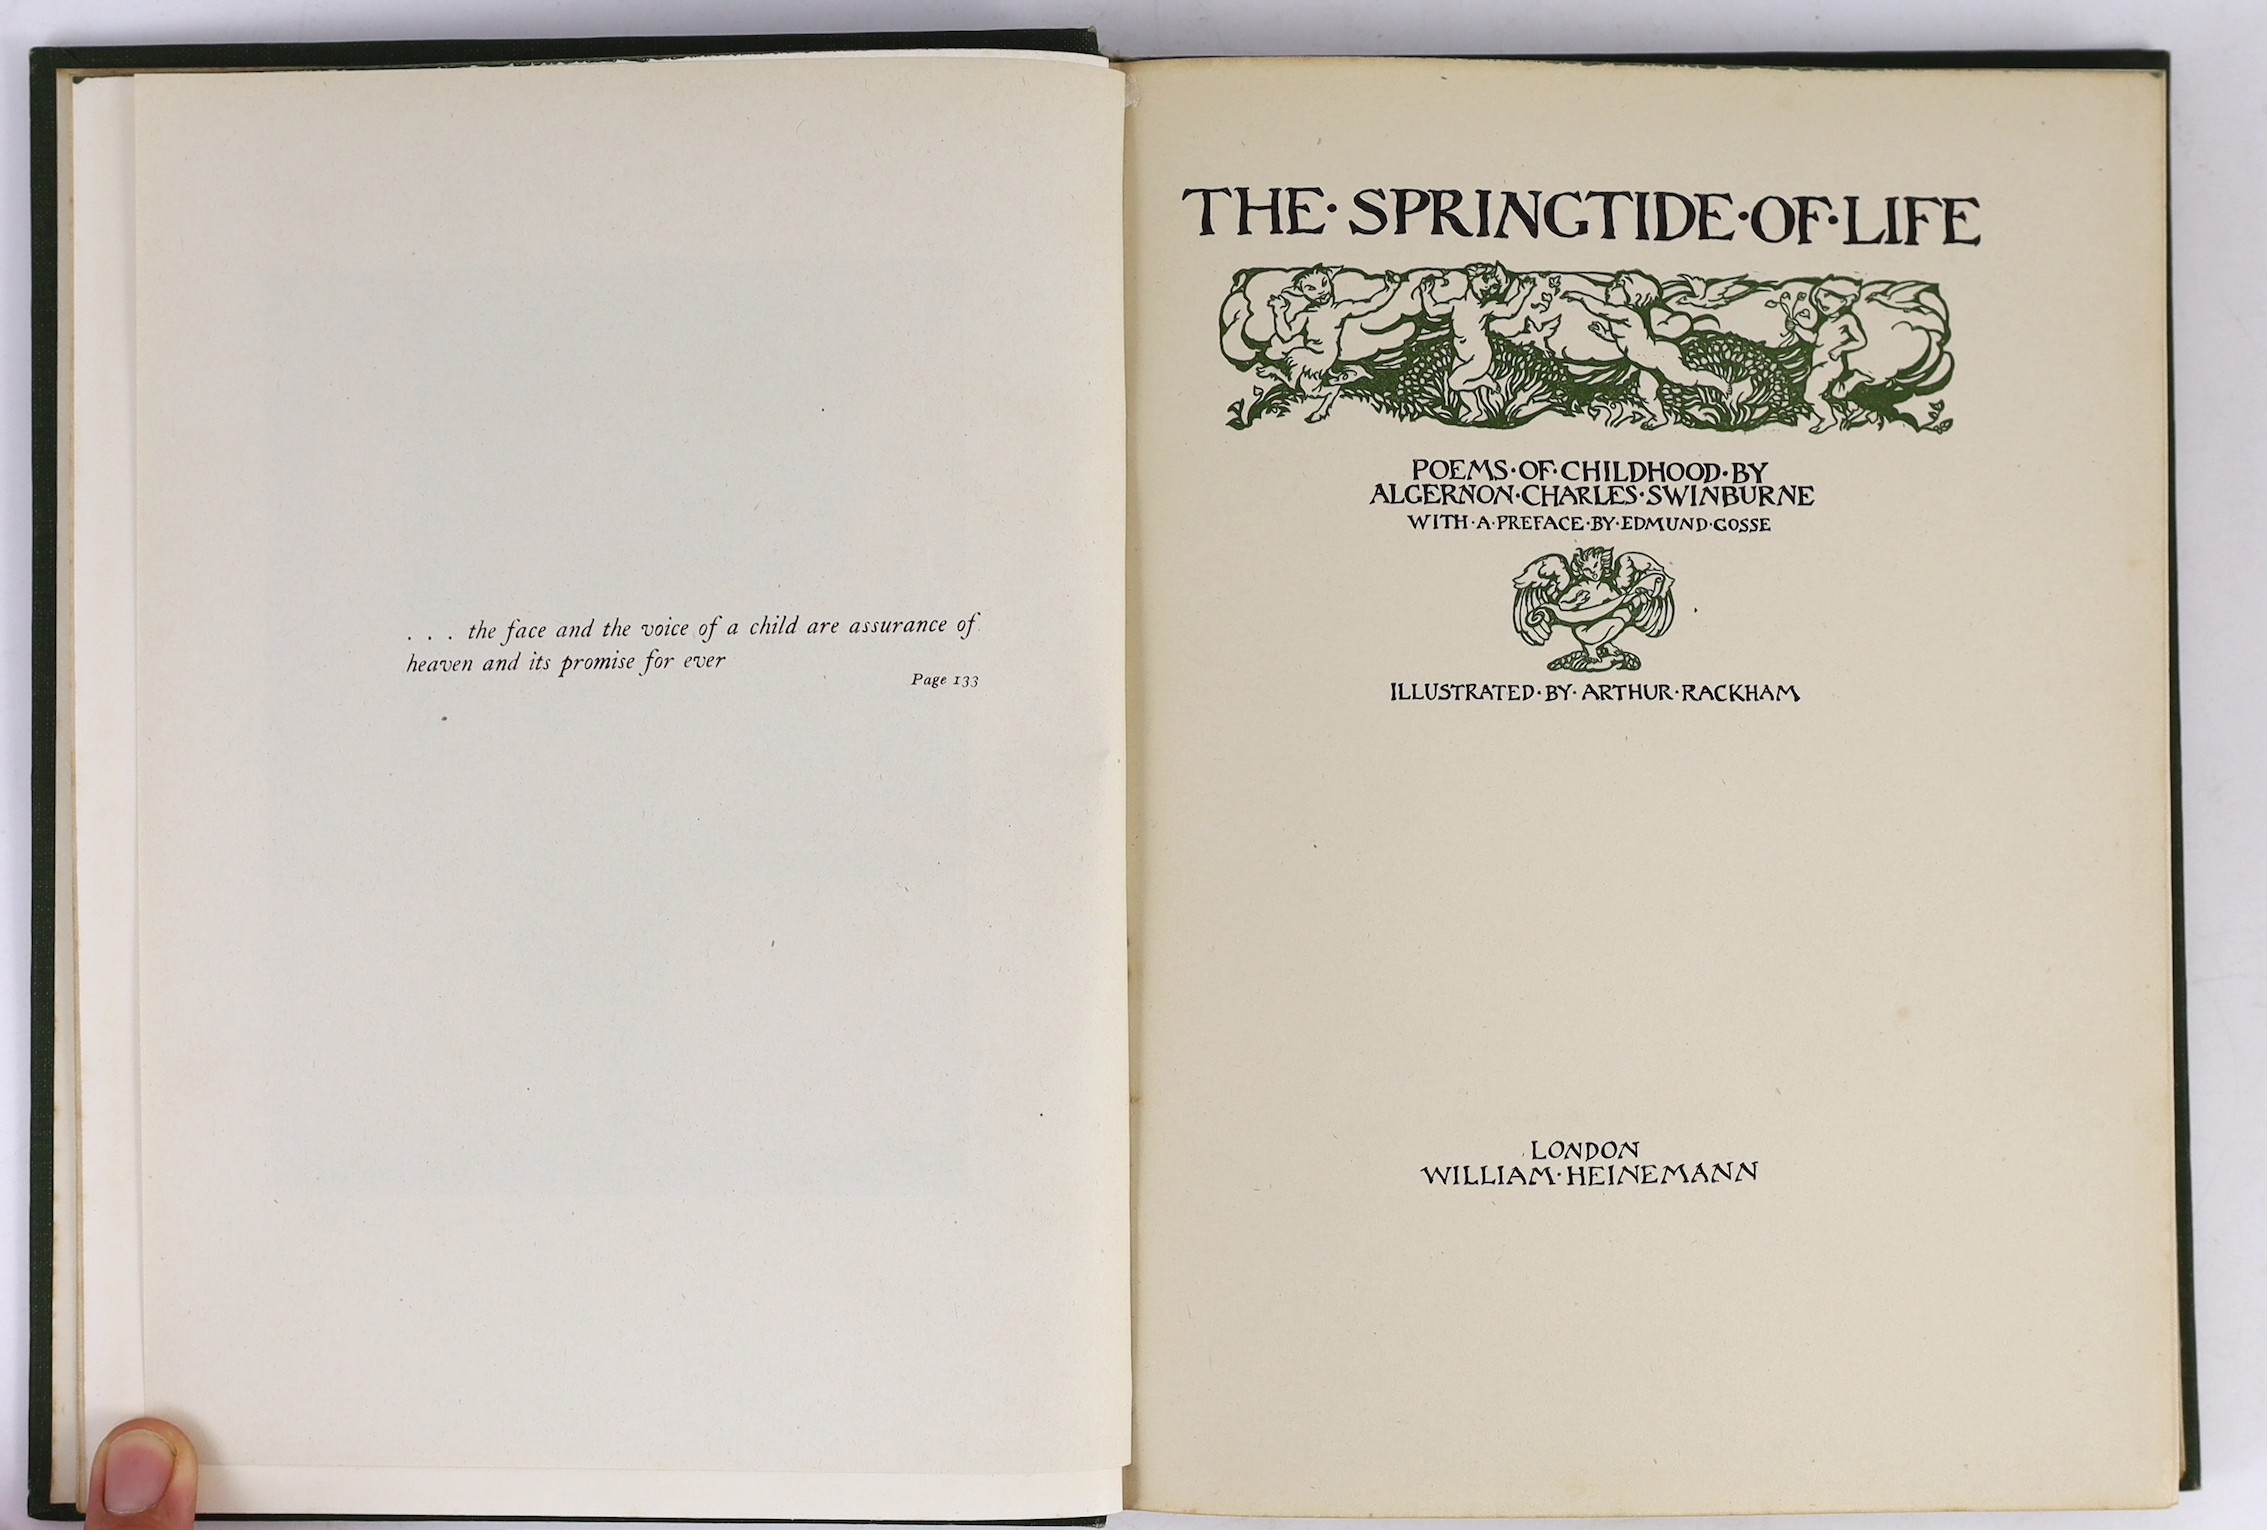 . . . the face and the voice of a child are assurance of
heaven and its promise for ever
Page 133
THE·SPRINGTIDE·OF·LIFE
POEMS·OF·CHILDHOOD·BY
ALGERNON·CHARLES·SWINBURNE
WITH·A·PREFACE·BY·EDMUND·GOSSE
ILLUSTRATED·BY·ARTHUR·RACKHAM
LONDON
WILLIAM·HEINEMANN